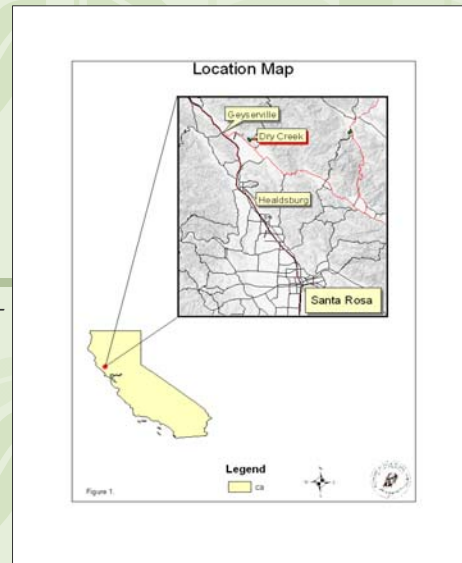 Location Map
Geyserville
Dry Creek
Healdsburg
Santa Rosa
Legend
ca
Figure 1.